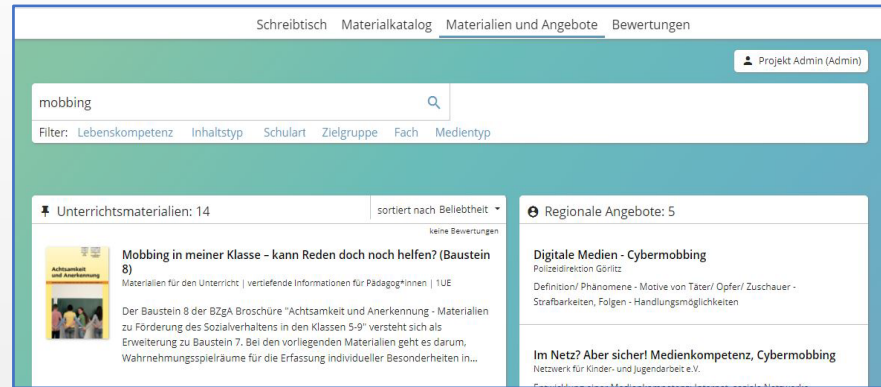 Schreibtisch Materialkatalog Materialien und Angebote Bewertungen
Projekt Admin (Admin)
mobbing
Filter: Lebenskompetenz Inhaltstyp Schulart Zielgruppe Fach Medientyp
Unterrichtsmaterialien: 14
sortiert nach Beliebtheit
keine Bewertungen
Achtsamkeit
und Anerkennung
Mobbing in meiner Klasse – kann Reden doch noch helfen? (Baustein
8)
Materialien für den Unterricht | vertiefende Informationen für Pädagog*innen | 1UE
Der Baustein 8 der BZgA Broschüre "Achtsamkeit und Anerkennung - Materialien
zu Förderung des Sozialverhaltens in den Klassen 5-9" versteht sich als
Erweiterung zu Baustein 7. Bei den vorliegenden Materialien geht es darum,
Wahrnehmungsspielräume für die Erfassung individueller Besonderheiten in...
Regionale Angebote: 5
Digitale Medien - Cybermobbing
Polizeidirektion Görlitz
Definition/ Phänomene - Motive von Täter/ Opfer/ Zuschauer -
Strafbarkeiten, Folgen - Handlungsmöglichkeiten
Im Netz? Aber sicher! Medienkompetenz, Cybermobbing
Netzwerk für Kinder- und Jugendarbeit e.V.